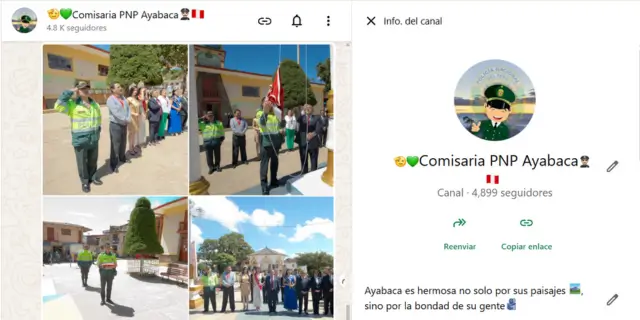 🫡💚Comisaria PNP Ayabaca👮🏻‍♂️🇵🇪
4.8 K seguidores
Info. del canal
🫡💚Comisaria PNP Ayabaca👮🏻‍♂️
🇵🇪
Canal · 4,899 seguidores
Reenviar
Copiar enlace
Ayabaca es hermosa no solo por sus paisajes 🏞️,
sino por la bondad de su gente🫂